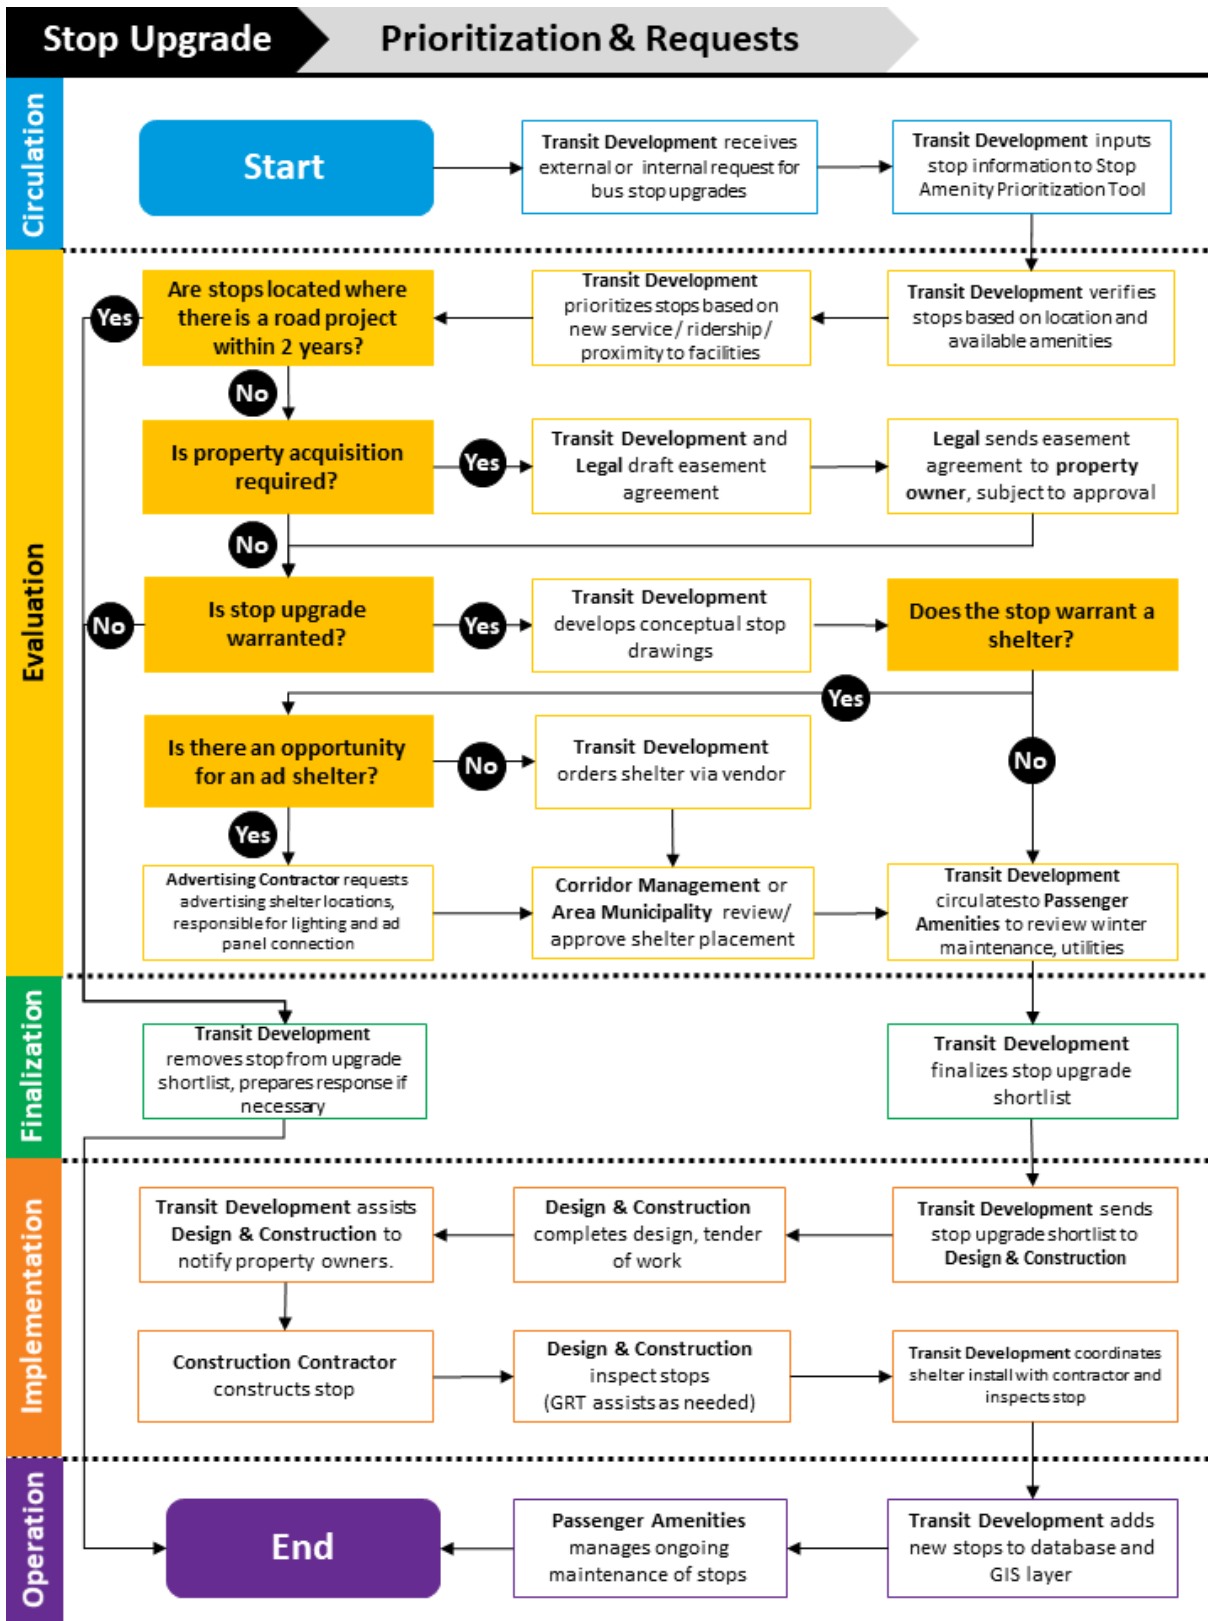 Stop Upgrade
Prioritization & Requests
Circulation
Start
Transit Development receives
external or internal request for
bus stop upgrades
Transit Development inputs
stop information to Stop
Amenity Prioritization Tool
Evaluation
Are stops located where
there is a road project
within 2 years?
Yes
No
Transit Development
prioritizes stops based on
new service / ridership /
proximity to facilities
Transit Development verifies
stops based on location and
available amenities
Is property acquisition
required?
Yes
No
Transit Development and
Legal draft easement
agreement
Legal sends easement
agreement to property
owner, subject to approval
Is stop upgrade
warranted?
No
Yes
Transit Development
develops conceptual stop
drawings
Does the stop warrant a
shelter?
Yes
No
Is there an opportunity
for an ad shelter?
No
Yes
Transit Development
orders shelter via vendor
Advertising Contractor requests
advertising shelter locations,
responsible for lighting and ad
panel connection
Corridor Management or
Area Municipality review/
approve shelter placement
Transit Development
circulates to Passenger
Amenities to review winter
maintenance, utilities
Finalization
Transit Development
removes stop from upgrade
shortlist, prepares response if
necessary
Transit Development
finalizes stop upgrade
shortlist
Implementation
Transit Development assists
Design & Construction to
notify property owners.
Design & Construction
completes design, tender
of work
Transit Development sends
stop upgrade shortlist to
Design & Construction
Construction Contractor
constructs stop
Design & Construction
inspect stops
(GRT assists as needed)
Transit Development coordinates
shelter install with contractor and
inspects stop
Operation
End
Passenger Amenities
manages ongoing
maintenance of stops
Transit Development adds
new stops to database and
GIS layer